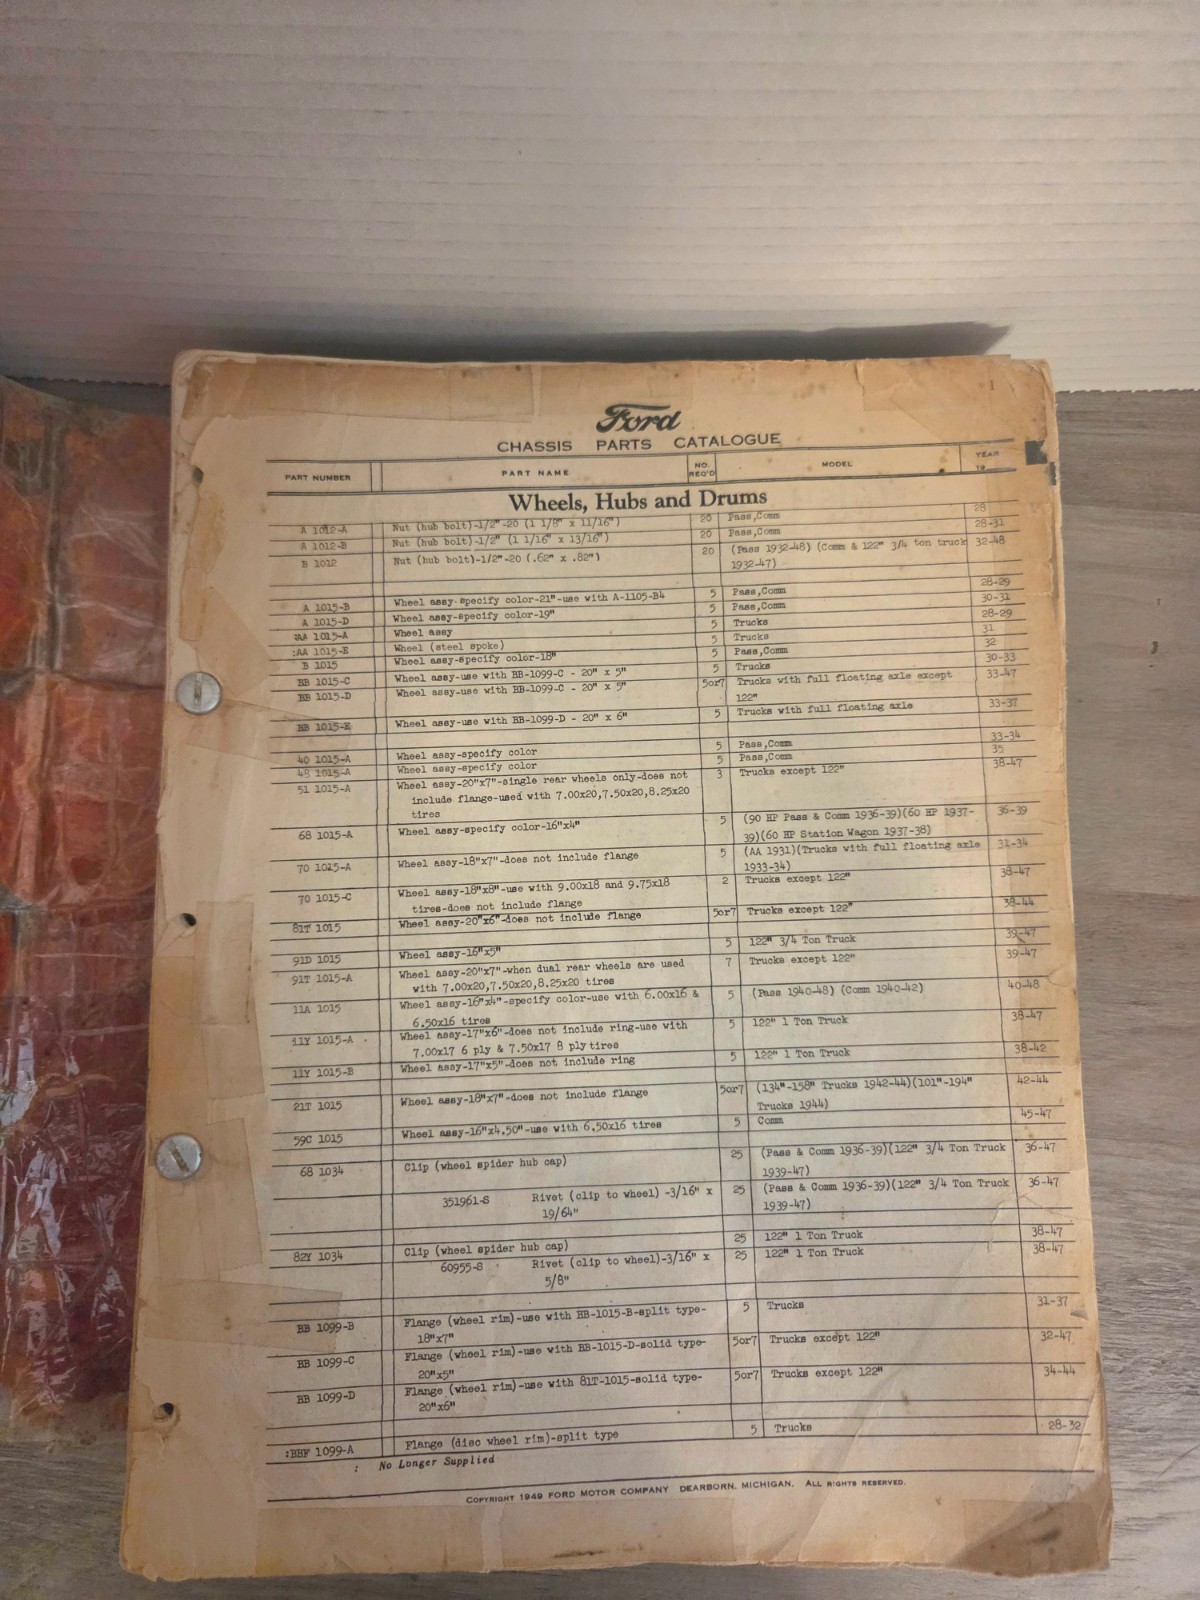 Ford
CHASSIS PARTS CATALOGUE
PART NUMBER PART NAME NO. REQ'D MODEL YEAR 19
Wheels, Hubs and Drums
A 1012-A Nut (hub bolt)-1/2"-20 (1 1/8" x 11/16") 20 Pass,Comm 28
A 1012-B Nut (hub bolt)-1/2" (1 1/16" x 13/16") 20 Pass,Comm 28-31
B 1012 Nut (hub bolt)-1/2"-20 (.62" x .82") 20 (Pass 1932-48) (Comm & 122" 3/4 ton truck 32-48
1932-47)
A 1015-B Wheel assy-specify color-21"-use with A-1105-B4 5 Pass,Comm 28-29
A 1015-D Wheel assy-specify color-19" 5 Pass,Comm 30-31
:AA 1015-A Wheel assy 5 Trucks 28-29
:AA 1015-E Wheel (steel spoke) 5 Trucks 31
B 1015 Wheel assy-specify color-18" 5 Pass,Comm 32
BB 1015-C Wheel assy-use with BB-1099-C - 20" x 5" 5 Trucks 30-33
BB 1015-D Wheel assy-use with BB-1099-C - 20" x 5" 5or7 Trucks with full floating axle except 33-47
122"
BB 1015-E Wheel assy-use with BB-1099-D - 20" x 6" 5 Trucks with full floating axle 33-37
40 1015-A Wheel assy-specify color 5 Pass,Comm 33-34
48 1015-A Wheel assy-specify color 5 Pass,Comm 35
51 1015-A Wheel assy-20"x7"-single rear wheels only-does not 3 Trucks except 122" 38-47
include flange-used with 7.00x20,7.50x20,8.25x20
tires
68 1015-A Wheel assy-specify color-16"x4" 5 (90 HP Pass & Comm 1936-39)(60 HP 1937- 36-39
39)(60 HP Station Wagon 1937-38)
70 1015-A Wheel assy-18"x7"-does not include flange 5 (AA 1931)(Trucks with full floating axle 31-34
1933-34)
70 1015-C Wheel assy-18"x8"-use with 9.00x18 and 9.75x18 2 Trucks except 122" 38-47
tires-does not include flange
81T 1015 Wheel assy-20"x6"-does not include flange 5or7 Trucks except 122" 38-44
91D 1015 Wheel assy-16"x5" 5 122" 3/4 Ton Truck 39-47
91T 1015-A Wheel assy-20"x7"-when dual rear wheels are used 7 Trucks except 122" 39-47
with 7.00x20,7.50x20,8.25x20 tires
11A 1015 Wheel assy-16"x4"-specify color-use with 6.00x16 & 5 (Pass 1940-48) (Comm 1940-42) 40-48
6.50x16 tires
11Y 1015-A Wheel assy-17"x6"-does not include ring-use with 5 122" 1 Ton Truck 38-47
7.00x17 6 ply & 7.50x17 8 ply tires
11Y 1015-B Wheel assy-17"x5"-does not include ring 5 122" 1 Ton Truck 38-42
21T 1015 Wheel assy-18"x7"-does not include flange 5or7 (134"-158" Trucks 1942-44)(101"-194" 42-44
Trucks 1944)
59C 1015 Wheel assy-16"x4.50"-use with 6.50x16 tires 5 Comm 45-47
68 1034 Clip (wheel spider hub cap) 25 (Pass & Comm 1936-39)(122" 3/4 Ton Truck 36-47
1939-47)
351961-S Rivet (clip to wheel) -3/16" x 25 (Pass & Comm 1936-39)(122" 3/4 Ton Truck 36-47
19/64" 1939-47)
82Y 1034 Clip (wheel spider hub cap) 25 122" 1 Ton Truck 38-47
60955-S Rivet (clip to wheel)-3/16" x 25 122" 1 Ton Truck 38-47
5/8"
BB 1099-B Flange (wheel rim)-use with BB-1015-B-split type- 5 Trucks 31-37
18"x7"
BB 1099-C Flange (wheel rim)-use with BB-1015-D-solid type- 5or7 Trucks except 122" 32-47
20"x5"
BB 1099-D Flange (wheel rim)-use with 81T-1015-solid type- 5or7 Trucks except 122" 34-44
20"x6"
:BBF 1099-A Flange (disc wheel rim)-split type 5 Trucks 28-32
: No Longer Supplied
COPYRIGHT 1949 FORD MOTOR COMPANY DEARBORN, MICHIGAN. ALL RIGHTS RESERVED.